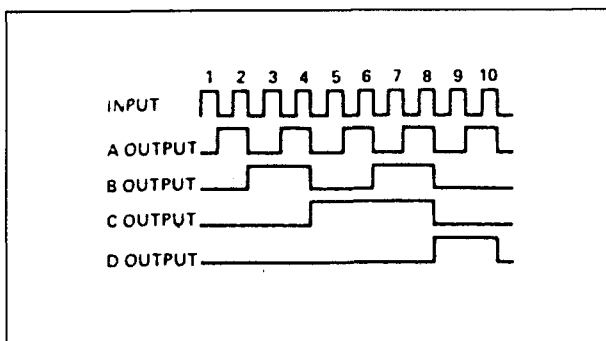 1 2 3 4 5 6 7 8 9 10
INPUT
A OUTPUT
B OUTPUT
C OUTPUT
D OUTPUT